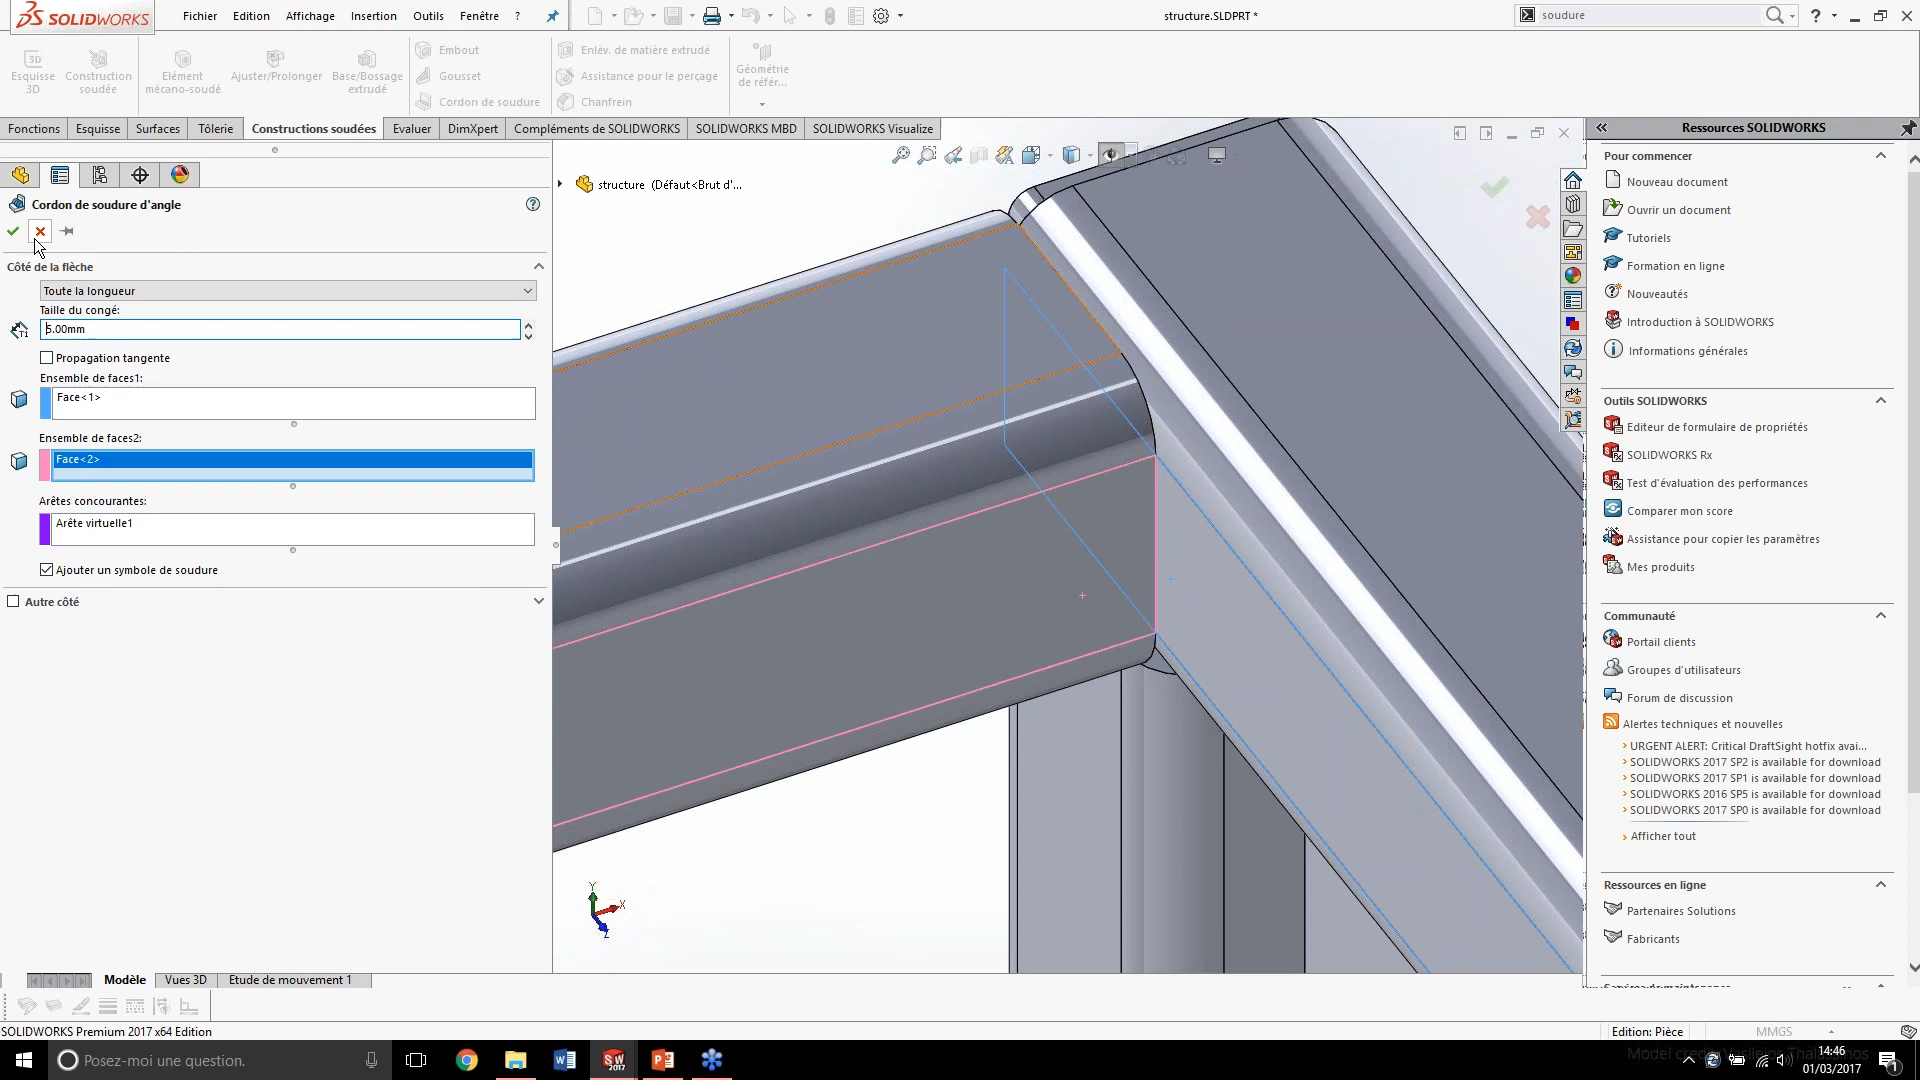 SOLIDWORKS
Fichier
Edition
Affichage
Insertion
Outils
Fenêtre
?
structure.SLDPRT *
soudure
?
Esquisse
3D
Construction
soudée
Elément
mécano-soudé
Ajuster/Prolonger
Base/Bossage
extrudé
Embout
Gousset
Cordon de soudure
Enlèv. de matière extrudé
Assistance pour le perçage
Chanfrein
Géométrie
de référ...
Fonctions
Esquisse
Surfaces
Tôlerie
Constructions soudées
Evaluer
DimXpert
Compléments de SOLIDWORKS
SOLIDWORKS MBD
SOLIDWORKS Visualize
Cordon de soudure d'angle
Côté de la flèche
Toute la longueur
Taille du congé:
5.00mm
Propagation tangente
Ensemble de faces1:
Face<1>
Ensemble de faces2:
Face<2>
Arêtes concourantes:
Arête virtuelle1
Ajouter un symbole de soudure
Autre côté
structure (Défaut<Brut d'...
Y
X
Z
Ressources SOLIDWORKS
Pour commencer
Nouveau document
Ouvrir un document
Tutoriels
Formation en ligne
Nouveautés
Introduction à SOLIDWORKS
Informations générales
Outils SOLIDWORKS
Editeur de formulaire de propriétés
SOLIDWORKS Rx
Test d'évaluation des performances
Comparer mon score
Assistance pour copier les paramètres
Mes produits
Communauté
Portail clients
Groupes d'utilisateurs
Forum de discussion
Alertes techniques et nouvelles
URGENT ALERT: Critical DraftSight hotfix avai...
SOLIDWORKS 2017 SP2 is available for download
SOLIDWORKS 2017 SP1 is available for download
SOLIDWORKS 2016 SP5 is available for download
SOLIDWORKS 2017 SP0 is available for download
Afficher tout
Ressources en ligne
Partenaires Solutions
Fabricants
Modèle
Vues 3D
Etude de mouvement 1
SOLIDWORKS Premium 2017 x64 Edition
Edition: Pièce
MMGS
Posez-moi une question.
14:46
01/03/2017